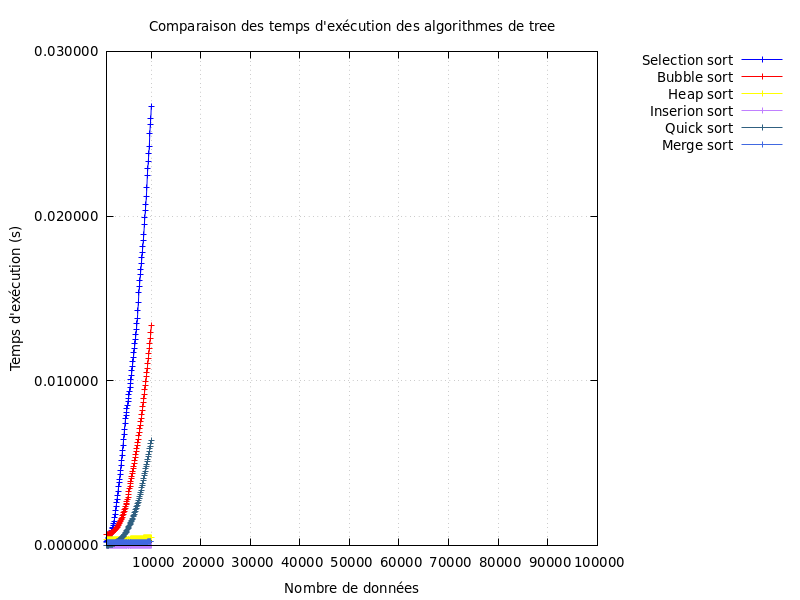 Comparaison des temps d'exécution des algorithmes de tree
0.030000
0.020000
0.010000
0.000000
Temps d'exécution (s)
10000 20000 30000 40000 50000 60000 70000 80000 90000 100000
Nombre de données
Selection sort
Bubble sort
Heap sort
Inserion sort
Quick sort
Merge sort